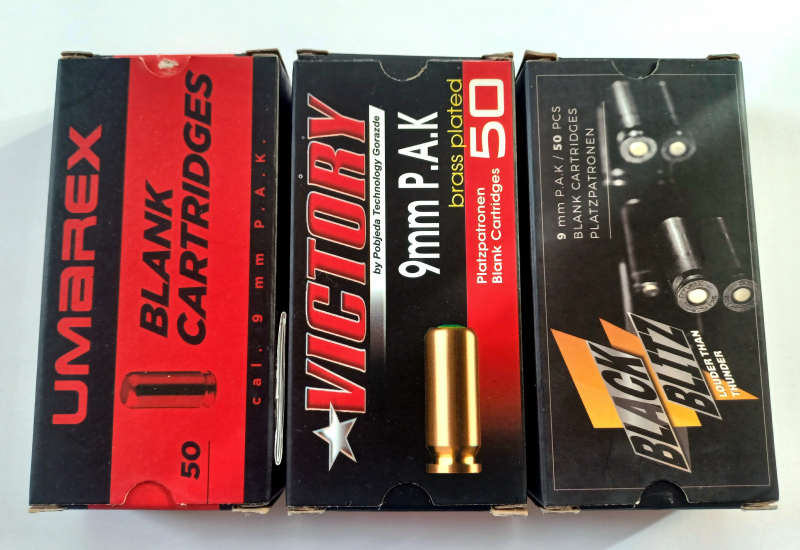 UMAREX
BLANK
CARTRIDGES
cal. 9 mm P.A.K.
50
VICTORY
by Pobjeda Technology Gorazde
9mm P.A.K
brass plated
Platzpatronen
Blank Cartridges
50
9 mm P.A.K / 50 PCS
BLANK CARTRIDGES
PLATZPATRONEN
BLACK
BLITZ
LOUDER THAN
THUNDER